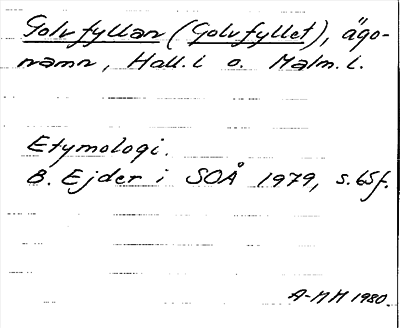 Golvfyllan (Golvfyllet), ägo-
namn, Hall. l o. Malm. l.
Etymologi.
B. Ejder i SOÅ 1979, s. 65f.
A-MH 1980